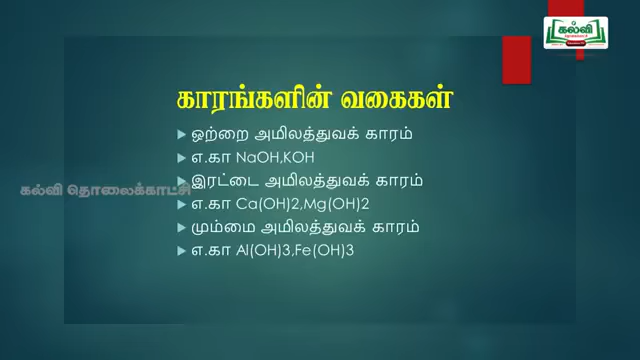 கல்வி
காரங்களின் வகைகள்
ஒற்றை அமிலத்துவக் காரம்
எ.கா NaOH,KOH
இரட்டை அமிலத்துவக் காரம்
கல்வி தொலைக்காட்சி
எ.கா Ca(OH)2,Mg(OH)2
மும்மை அமிலத்துவக் காரம்
எ.கா Al(OH)3,Fe(OH)3